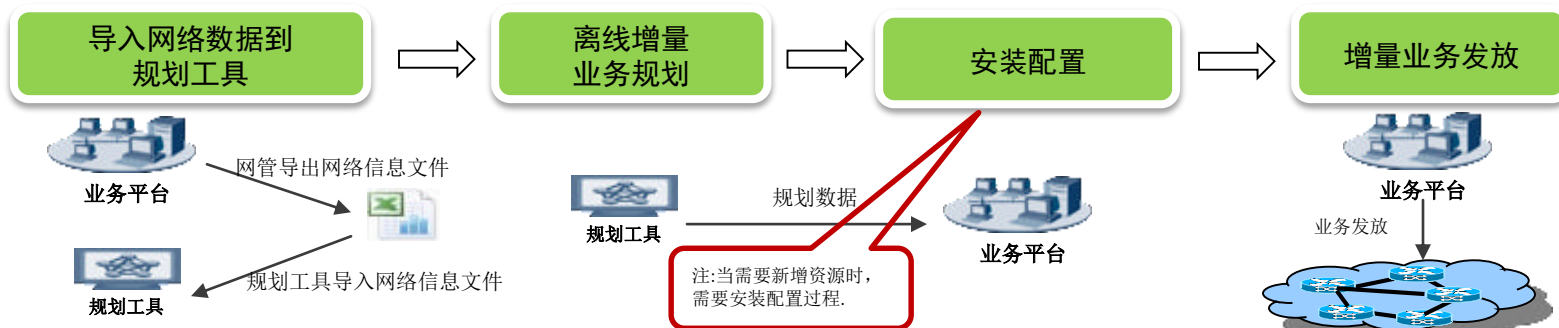 导入网络数据到
规划工具
离线增量
业务规划
安装配置
增量业务发放
业务平台
网管导出网络信息文件
规划工具导入网络信息文件
规划工具
规划工具
规划数据
业务平台
注:当需要新增资源时，
需要安装配置过程.
业务平台
业务发放